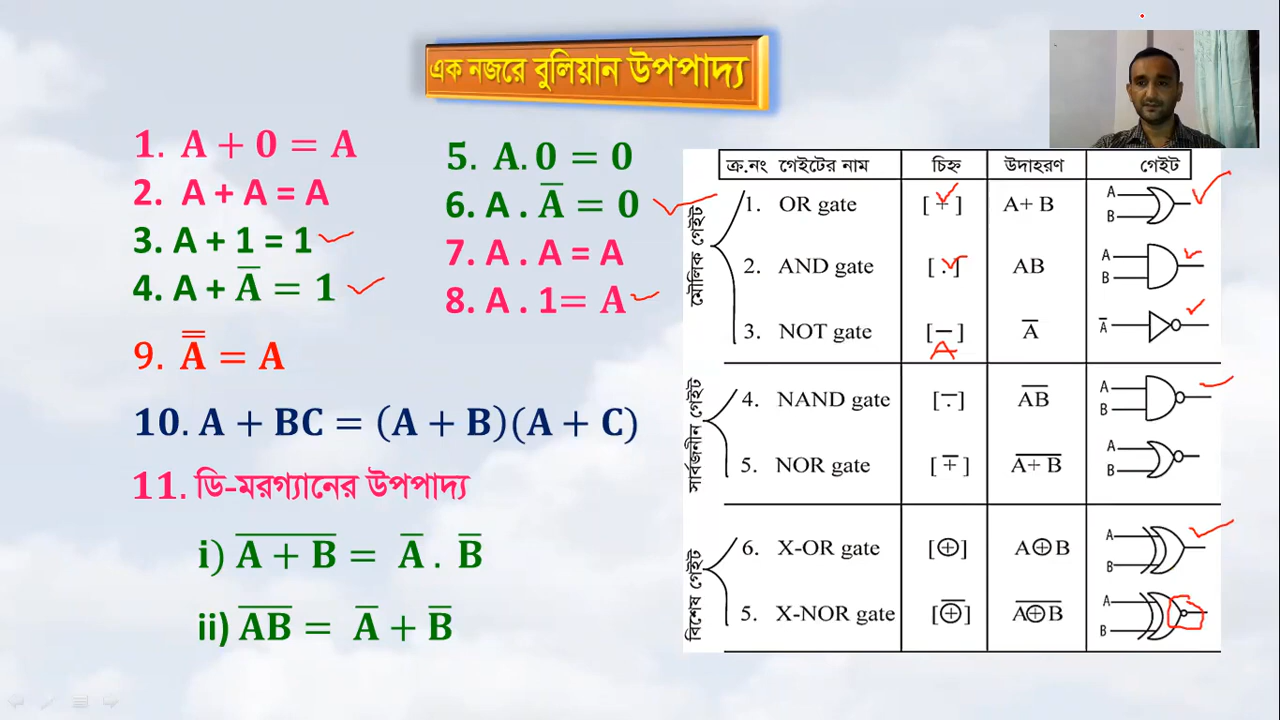 এক নজরে বুলিয়ান উপপাদ্য
1. A + 0 = A
2. A + A = A
3. A + 1 = 1
4. A + A̅ = 1
5. A. 0 = 0
6. A . A̅ = 0
7. A . A = A
8. A . 1= A
9. A̿ = A
10. A + BC = (A + B)(A + C)
11. ডি-মরগ্যানের উপপাদ্য
i) A̅ ̅+̅ ̅B̅ = A̅ . B̅
ii) A̅B̅ = A̅ + B̅
ক্র.নং গেইটের নাম চিহ্ন উদাহরণ গেইট
মৌলিক গেইট
1. OR gate [ + ] A+ B A B
2. AND gate [ . ] AB A B
3. NOT gate [ — ] A̅ A̅
A
সার্বজনীন গেইট
4. NAND gate [ ∸ ] A̅B̅ A B
5. NOR gate [ +̅ ] A̅+̅ ̅B̅ A B
বিশেষ গেইট
6. X-OR gate [⊕] A⊕B A B
5. X-NOR gate [⊕̅] A̅⊕̅B̅ A B